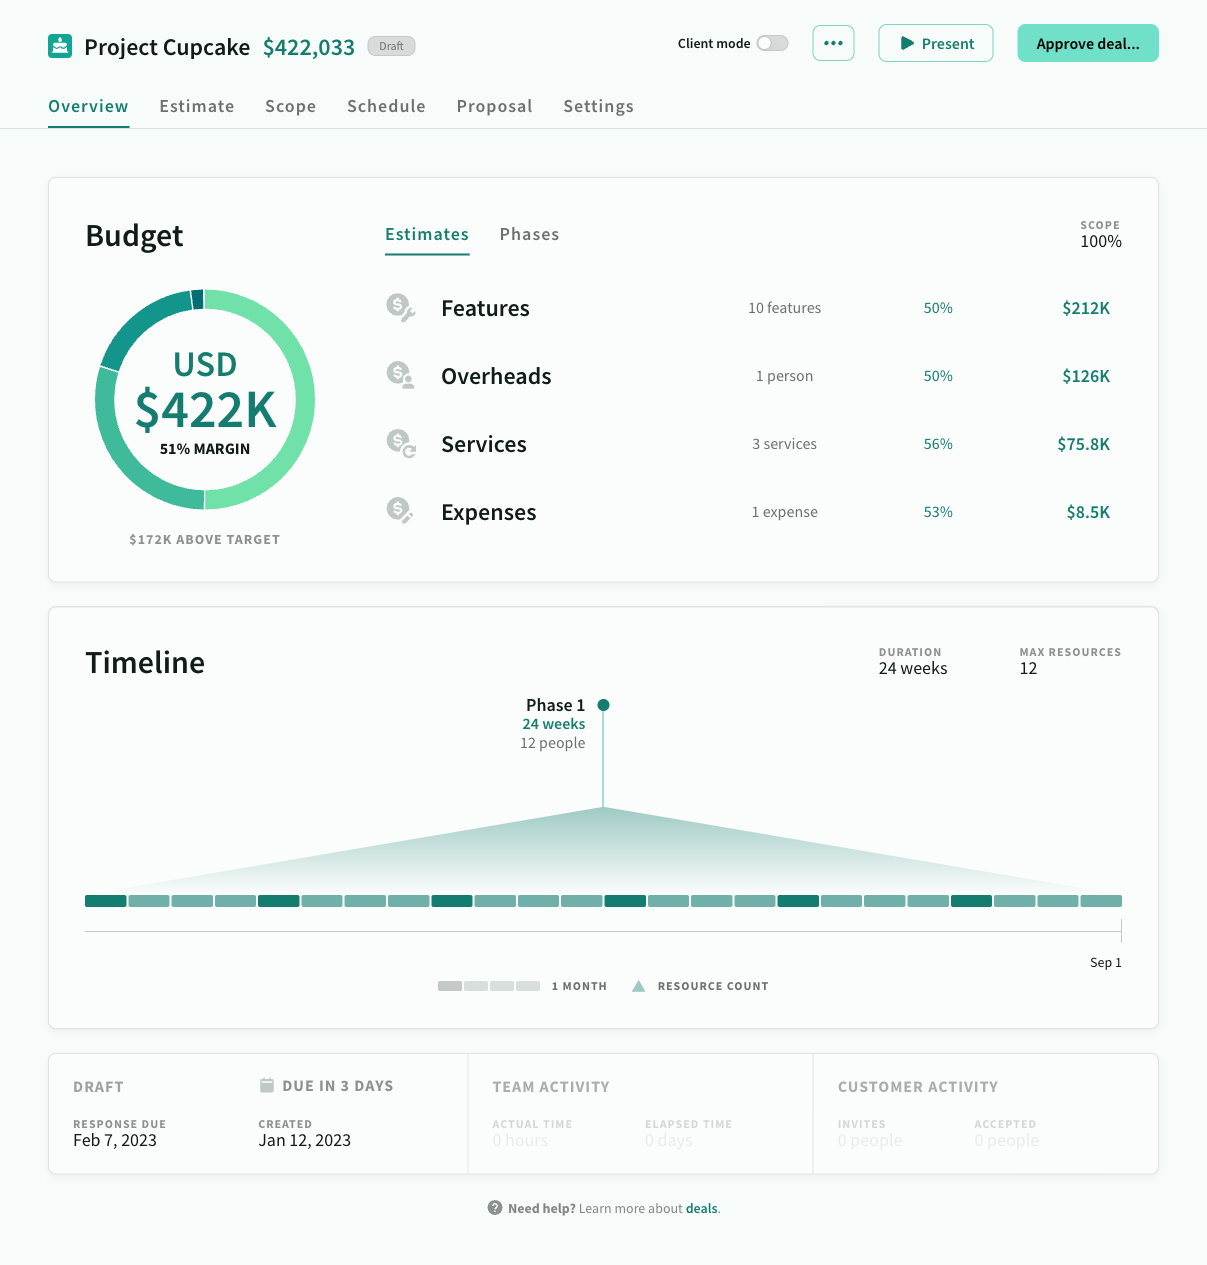 Project Cupcake $422,033 Draft
Client mode ••• Present Approve deal...
Overview Estimate Scope Schedule Proposal Settings
Budget
Estimates Phases
SCOPE
100%
USD
$422K
51% MARGIN
$172K ABOVE TARGET
Features 10 features 50% $212K
Overheads 1 person 50% $126K
Services 3 services 56% $75.8K
Expenses 1 expense 53% $8.5K
Timeline
DURATION
24 weeks
MAX RESOURCES
12
Phase 1
24 weeks
12 people
Sep 1
1 MONTH RESOURCE COUNT
DRAFT
DUE IN 3 DAYS
RESPONSE DUE
Feb 7, 2023
CREATED
Jan 12, 2023
TEAM ACTIVITY
ACTUAL TIME
0 hours
ELAPSED TIME
0 days
CUSTOMER ACTIVITY
INVITES
0 people
ACCEPTED
0 people
Need help? Learn more about deals.